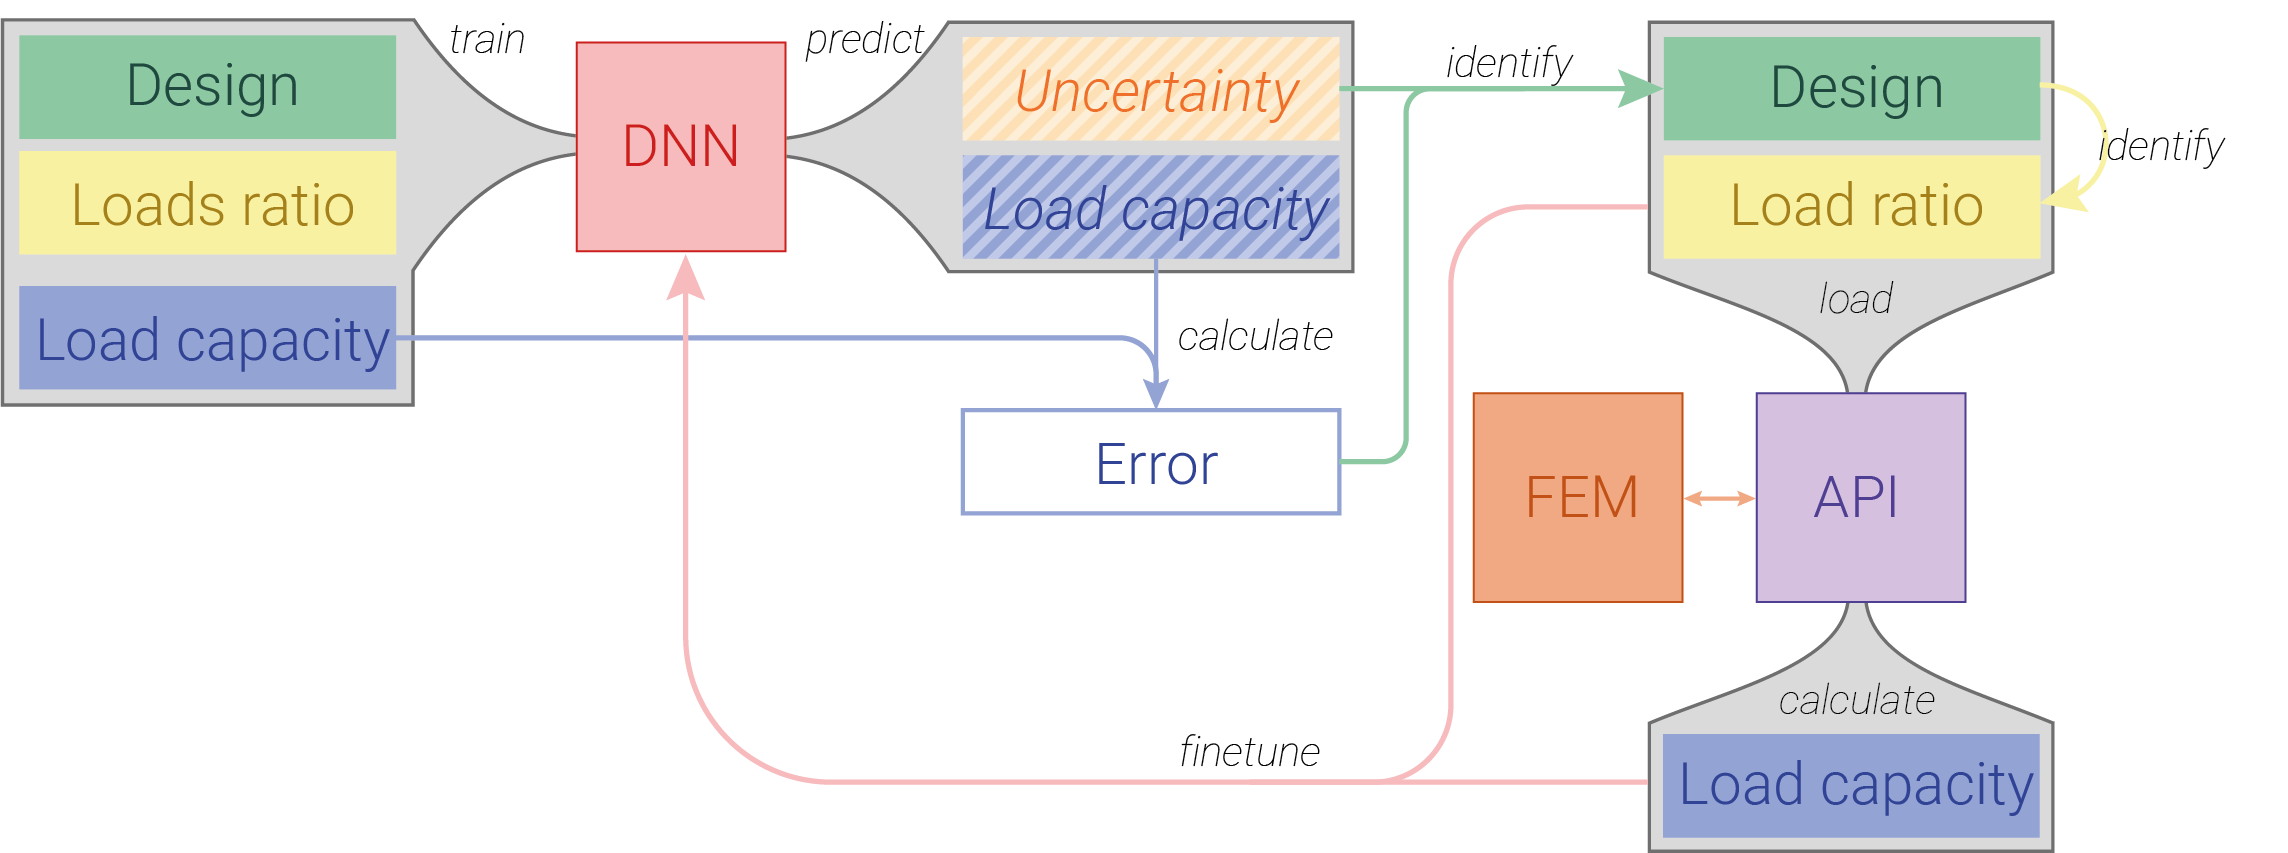 Design
Loads ratio
Load capacity
train
DNN
predict
Uncertainty
Load capacity
calculate
Error
identify
Design
Load ratio
identify
load
FEM
API
calculate
Load capacity
finetune